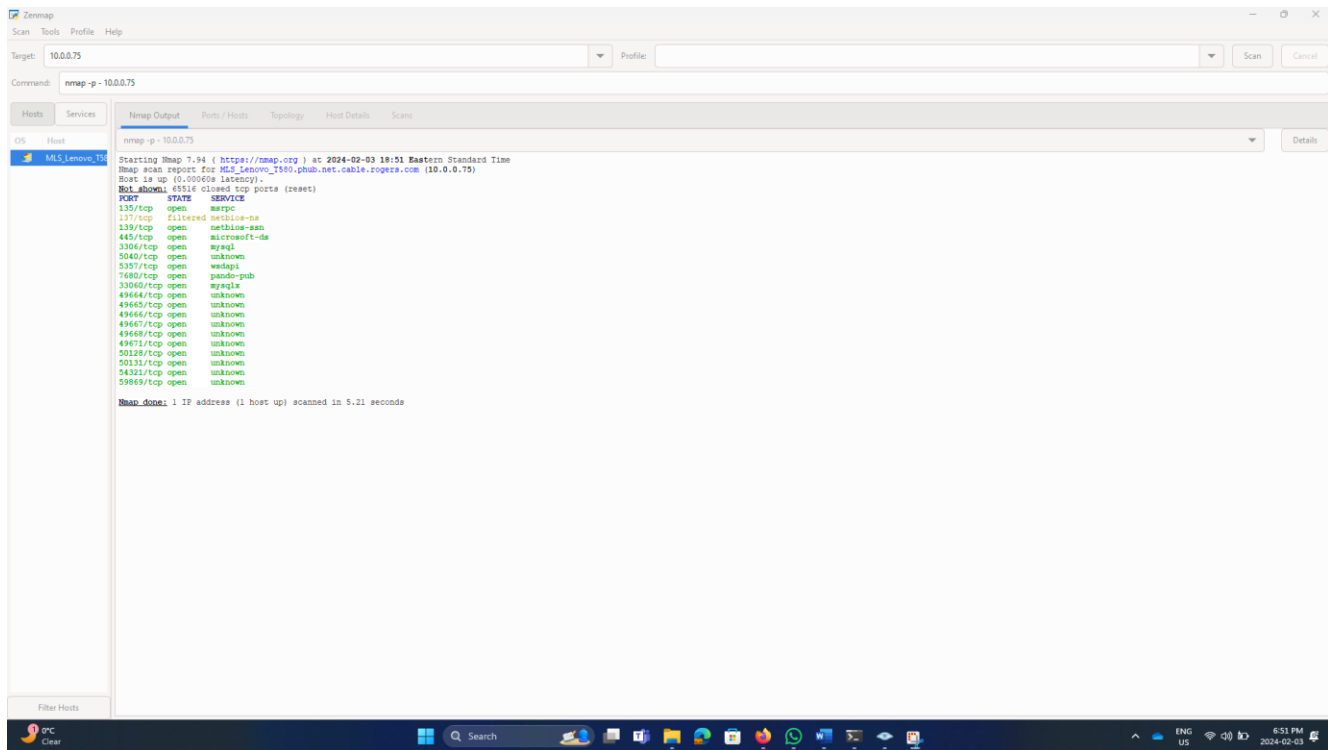 Zenmap
Scan Tools Profile Help
Target: 10.0.0.75 Profile: Scan Cancel
Command: nmap -p - 10.0.0.75
Hosts Services Nmap Output Ports / Hosts Topology Host Details Scans
OS Host nmap -p - 10.0.0.75 Details
MLS_Lenovo_T58
Starting Nmap 7.94 ( https://nmap.org ) at 2024-02-03 18:51 Eastern Standard Time
Nmap scan report for MLS_Lenovo_T580.phub.net.cable.rogers.com (10.0.0.75)
Host is up (0.00060s latency).
Not shown: 65516 closed tcp ports (reset)
PORT STATE SERVICE
135/tcp open msrpc
137/tcp filtered netbios-ns
139/tcp open netbios-ssn
445/tcp open microsoft-ds
3306/tcp open mysql
5040/tcp open unknown
5357/tcp open wsdapi
7680/tcp open pando-pub
33060/tcp open mysqlx
49664/tcp open unknown
49665/tcp open unknown
49666/tcp open unknown
49667/tcp open unknown
49668/tcp open unknown
49671/tcp open unknown
50128/tcp open unknown
50131/tcp open unknown
54321/tcp open unknown
59869/tcp open unknown
Nmap done: 1 IP address (1 host up) scanned in 5.21 seconds
Filter Hosts
1 0°C
Clear
Search
ENG
US
6:51 PM
2024-02-03